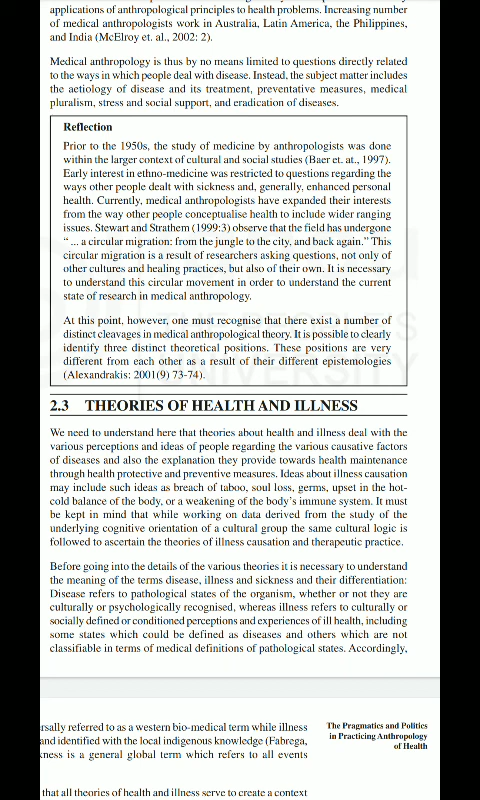 applications of anthropological principles to health problems. Increasing number
of medical anthropologists work in Australia, Latin America, the Philippines,
and India (McElroy et. al., 2002: 2).
Medical anthropology is thus by no means limited to questions directly related
to the ways in which people deal with disease. Instead, the subject matter includes
the aetiology of disease and its treatment, preventative measures, medical
pluralism, stress and social support, and eradication of diseases.
Reflection
Prior to the 1950s, the study of medicine by anthropologists was done
within the larger context of cultural and social studies (Baer et. at., 1997).
Early interest in ethno-medicine was restricted to questions regarding the
ways other people dealt with sickness and, generally, enhanced personal
health. Currently, medical anthropologists have expanded their interests
from the way other people conceptualise health to include wider ranging
issues. Stewart and Strathem (1999:3) observe that the field has undergone
“ ... a circular migration: from the jungle to the city, and back again.” This
circular migration is a result of researchers asking questions, not only of
other cultures and healing practices, but also of their own. It is necessary
to understand this circular movement in order to understand the current
state of research in medical anthropology.
At this point, however, one must recognise that there exist a number of
distinct cleavages in medical anthropological theory. It is possible to clearly
identify three distinct theoretical positions. These positions are very
different from each other as a result of their different epistemologies
(Alexandrakis: 2001(9) 73-74).
2.3 THEORIES OF HEALTH AND ILLNESS
We need to understand here that theories about health and illness deal with the
various perceptions and ideas of people regarding the various causative factors
of diseases and also the explanation they provide towards health maintenance
through health protective and preventive measures. Ideas about illness causation
may include such ideas as breach of taboo, soul loss, germs, upset in the hot-
cold balance of the body, or a weakening of the body’s immune system. It must
be kept in mind that while working on data derived from the study of the
underlying cognitive orientation of a cultural group the same cultural logic is
followed to ascertain the theories of illness causation and therapeutic practice.
Before going into the details of the various theories it is necessary to understand
the meaning of the terms disease, illness and sickness and their differentiation:
Disease refers to pathological states of the organism, whether or not they are
culturally or psychologically recognised, whereas illness refers to culturally or
socially defined or conditioned perceptions and experiences of ill health, including
some states which could be defined as diseases and others which are not
classifiable in terms of medical definitions of pathological states. Accordingly,
The Pragmatics and Politics
in Practicing Anthropology
of Health
rsally referred to as a western bio-medical term while illness
and identified with the local indigenous knowledge (Fabrega,
kness is a general global term which refers to all events
that all theories of health and illness serve to create a context